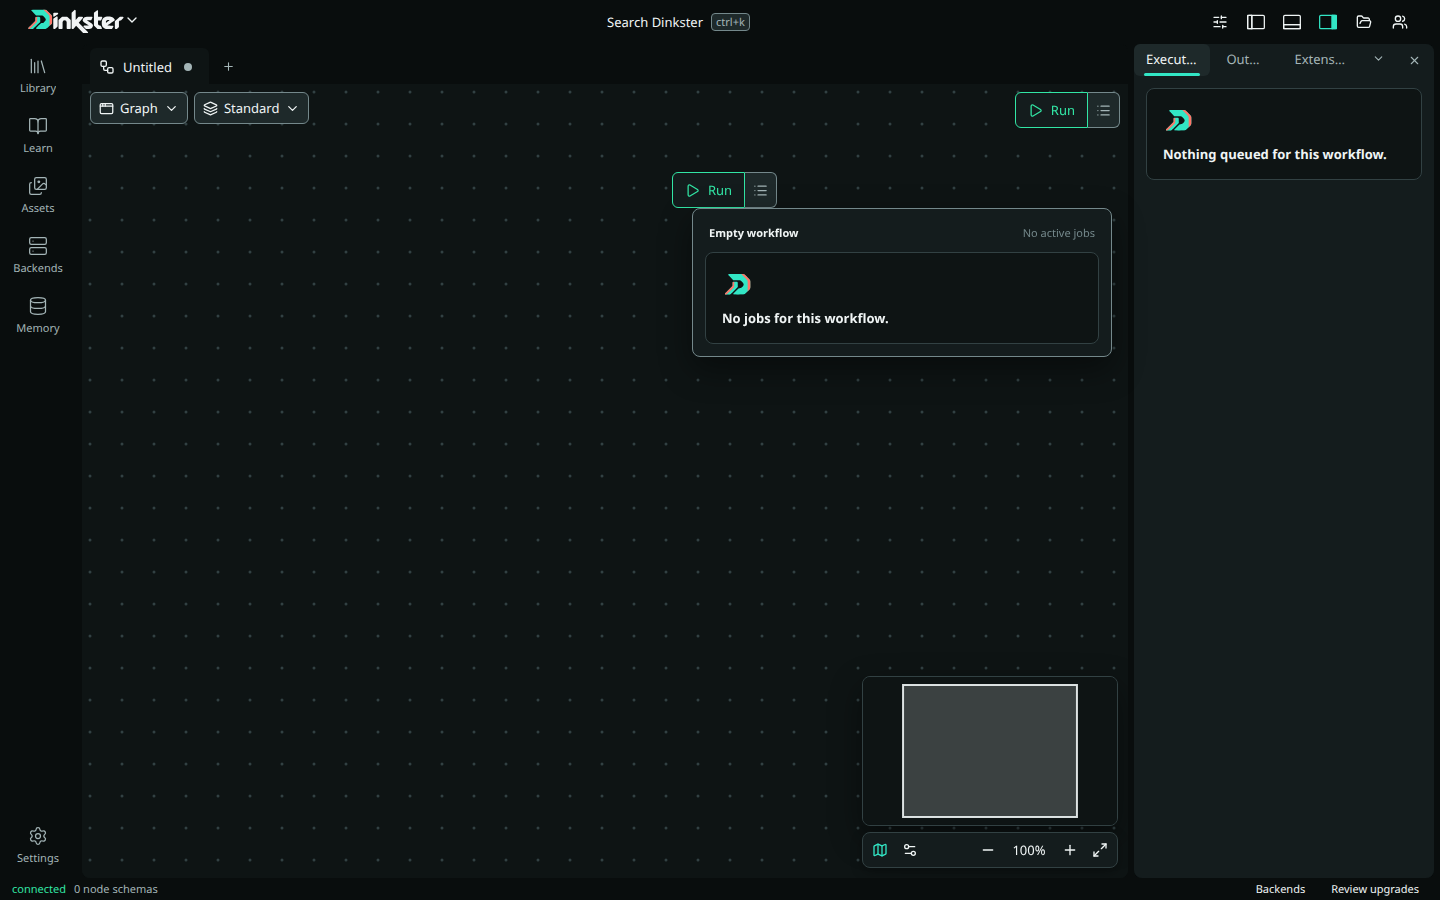 Dinkster
Search Dinkster ctrl+k
Library
Learn
Assets
Backends
Memory
Settings
Untitled
Graph
Standard
Run
Run
Empty workflow
No active jobs
No jobs for this workflow.
100%
Execut...
Out...
Extens...
Nothing queued for this workflow.
connected
0 node schemas
Backends
Review upgrades